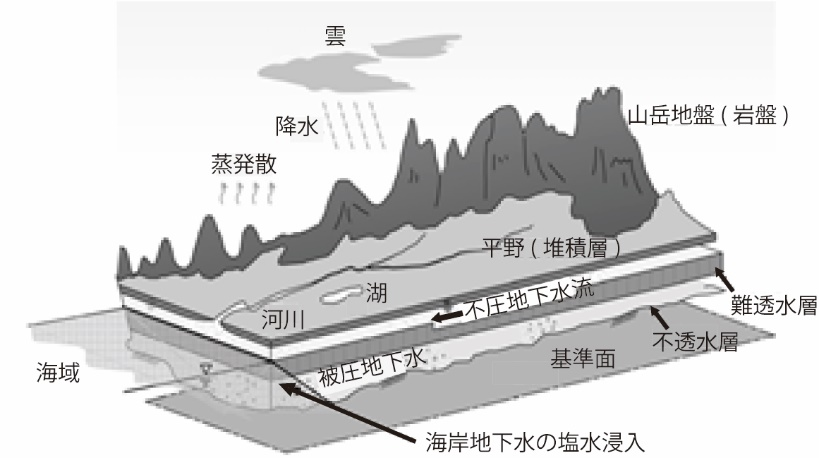 雲
降水
山岳地盤 ( 岩盤 )
蒸発散
平野 ( 堆積層 )
湖
不圧地下水流
難透水層
河川
不透水層
海域
被圧地下水
基準面
海岸地下水の塩水浸入